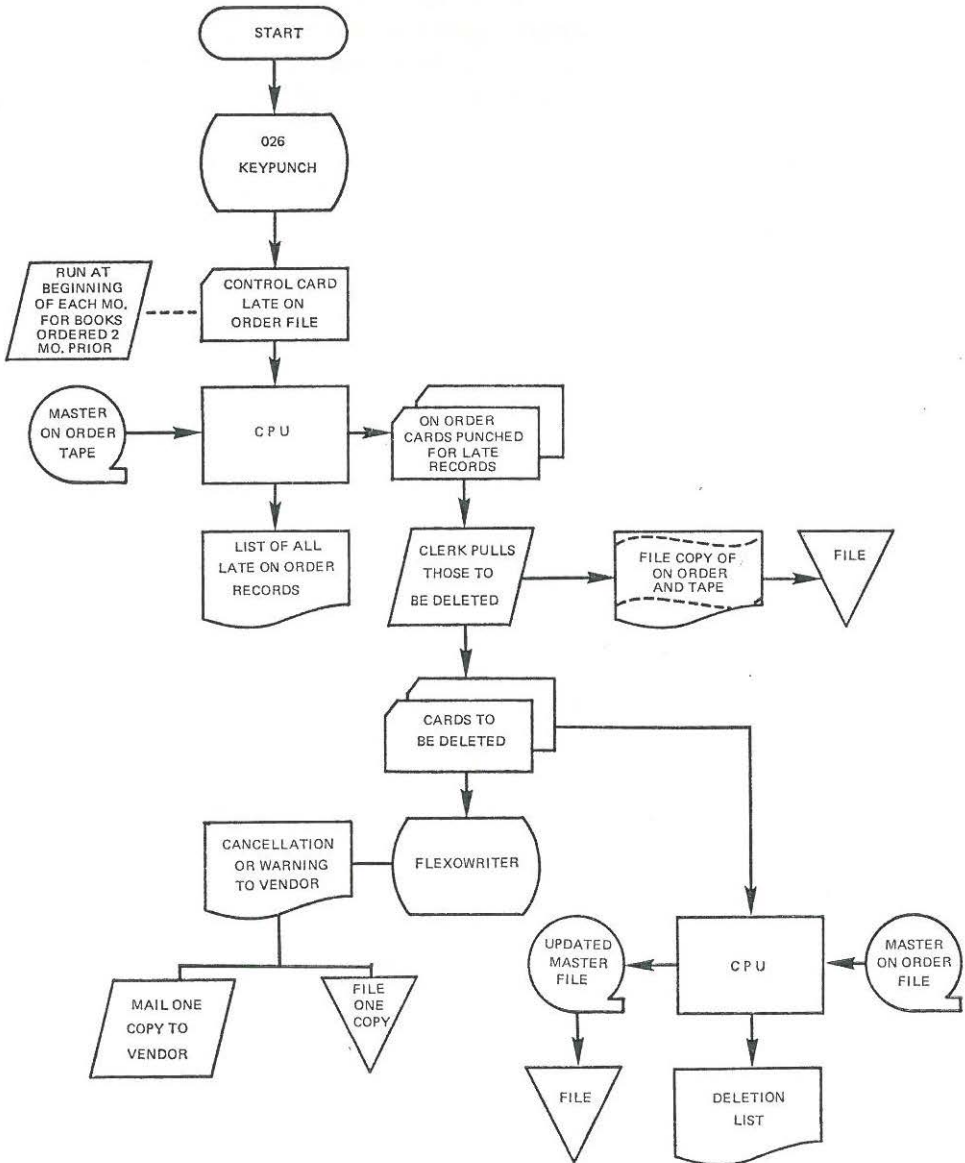 START
026
KEYPUNCH
RUN AT
BEGINNING
OF EACH MO.
FOR BOOKS
ORDERED 2
MO. PRIOR
CONTROL CARD
LATE ON
ORDER FILE
MASTER
ON ORDER
TAPE
CPU
ON ORDER
CARDS PUNCHED
FOR LATE
RECORDS
LIST OF ALL
LATE ON ORDER
RECORDS
CLERK PULLS
THOSE TO
BE DELETED
FILE COPY OF
ON ORDER
AND TAPE
FILE
CARDS TO
BE DELETED
CANCELLATION
OR WARNING
TO VENDOR
FLEXOWRITER
MAIL ONE
COPY TO
VENDOR
FILE
ONE
COPY
UPDATED
MASTER
FILE
CPU
MASTER
ON ORDER
FILE
FILE
DELETION
LIST